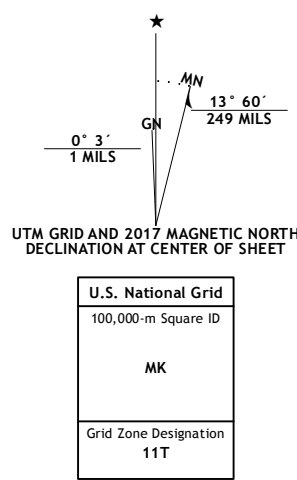 ★
MN
13° 60´
249 MILS
GN
0° 3´
1 MILS
UTM GRID AND 2017 MAGNETIC NORTH
DECLINATION AT CENTER OF SHEET
U.S. National Grid
100,000-m Square ID
MK
Grid Zone Designation
11T